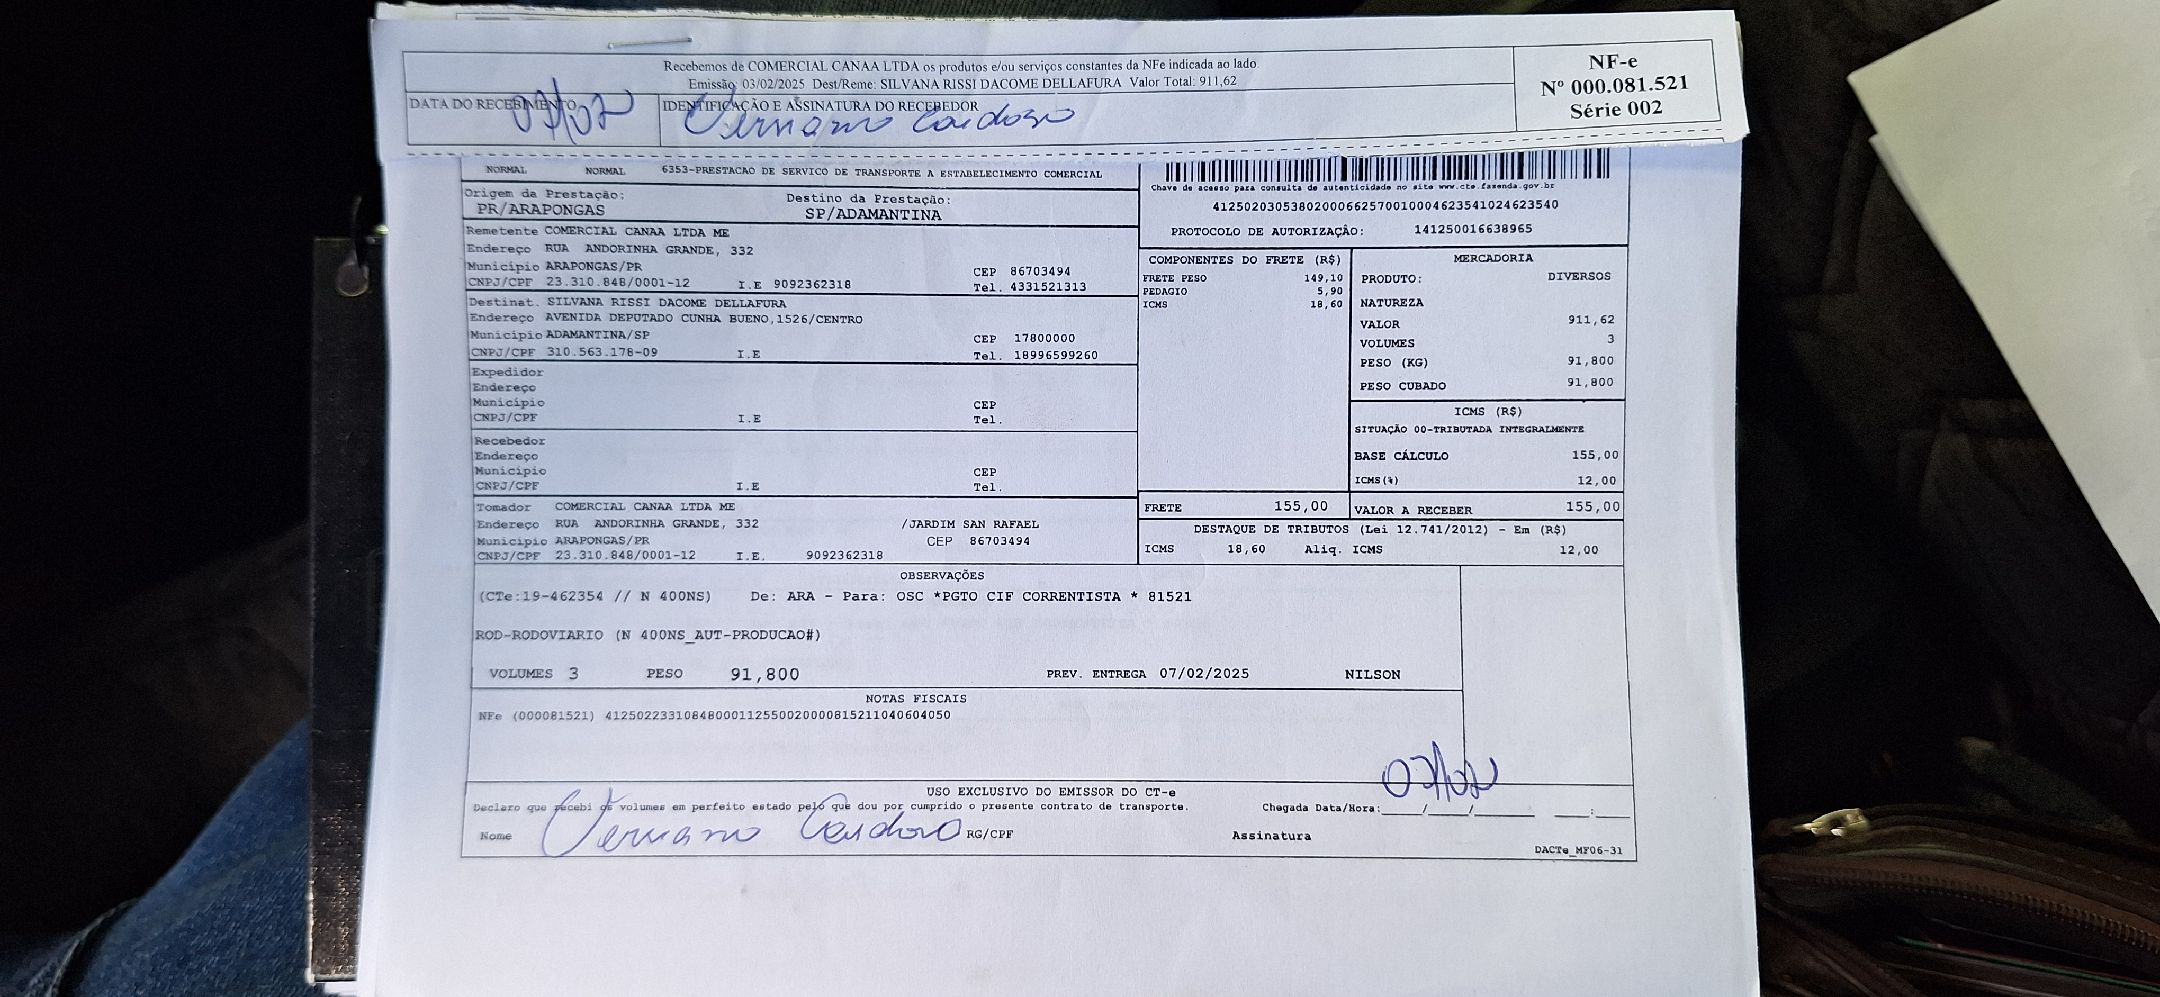 Recebemos de COMERCIAL CANAA LTDA os produtos e/ou serviços constantes da NFe indicada ao lado.
Emissão: 03/02/2025 Dest/Reme: SILVANA RISSI DACOME DELLAFURA Valor Total: 911,62
NF-e
Nº 000.081.521
Série 002
DATA DO RECEBIMENTO
07/02
IDENTIFICAÇÃO E ASSINATURA DO RECEBEDOR
Cardoso
NORMAL NORMAL 6353-PRESTACAO DE SERVICO DE TRANSPORTE A ESTABELECIMENTO COMERCIAL
Chave de acesso para consulta de autenticidade no site www.cte.fazenda.gov.br
41250203053802000662570010004623541024623540
PROTOCOLO DE AUTORIZAÇÃO: 141250016638965
Origem da Prestação:
PR/ARAPONGAS
Destino da Prestação:
SP/ADAMANTINA
Remetente COMERCIAL CANAA LTDA ME
Endereço RUA ANDORINHA GRANDE, 332
Município ARAPONGAS/PR CEP 86703494
CNPJ/CPF 23.310.848/0001-12 I.E 9092362318 Tel. 4331521313
Destinat. SILVANA RISSI DACOME DELLAFURA
Endereço AVENIDA DEPUTADO CUNHA BUENO,1526/CENTRO
Município ADAMANTINA/SP CEP 17800000
CNPJ/CPF 310.563.178-09 I.E Tel. 18996599260
Expedidor
Endereço
Município CEP
CNPJ/CPF I.E Tel.
Recebedor
Endereço
Município CEP
CNPJ/CPF I.E Tel.
Tomador COMERCIAL CANAA LTDA ME
Endereço RUA ANDORINHA GRANDE, 332 /JARDIM SAN RAFAEL
Município ARAPONGAS/PR CEP 86703494
CNPJ/CPF 23.310.848/0001-12 I.E. 9092362318
COMPONENTES DO FRETE (R$)
FRETE PESO 149,10
PEDAGIO 5,90
ICMS 18,60
FRETE 155,00
MERCADORIA
PRODUTO: DIVERSOS
NATUREZA
VALOR 911,62
VOLUMES 3
PESO (KG) 91,800
PESO CUBADO 91,800
ICMS (R$)
SITUAÇÃO 00-TRIBUTADA INTEGRALMENTE
BASE CÁLCULO 155,00
ICMS(%) 12,00
VALOR A RECEBER 155,00
DESTAQUE DE TRIBUTOS (Lei 12.741/2012) - Em (R$)
ICMS 18,60 Aliq. ICMS 12,00
OBSERVAÇÕES
(CTe:19-462354 // N 400NS) De: ARA - Para: OSC *PGTO CIF CORRENTISTA * 81521
ROD-RODOVIARIO (N 400NS_AUT-PRODUCAO#)
VOLUMES 3 PESO 91,800 PREV. ENTREGA 07/02/2025 NILSON
NOTAS FISCAIS
NFe (000081521) 41250223310848000112550020000815211040604050
USO EXCLUSIVO DO EMISSOR DO CT-e
Declaro que recebi os volumes em perfeito estado pelo que dou por cumprido o presente contrato de transporte.
Chegada Data/Hora:____/____/______ ____:____
07/02
Nome Cardoso RG/CPF Assinatura
DACTe_MF06-31